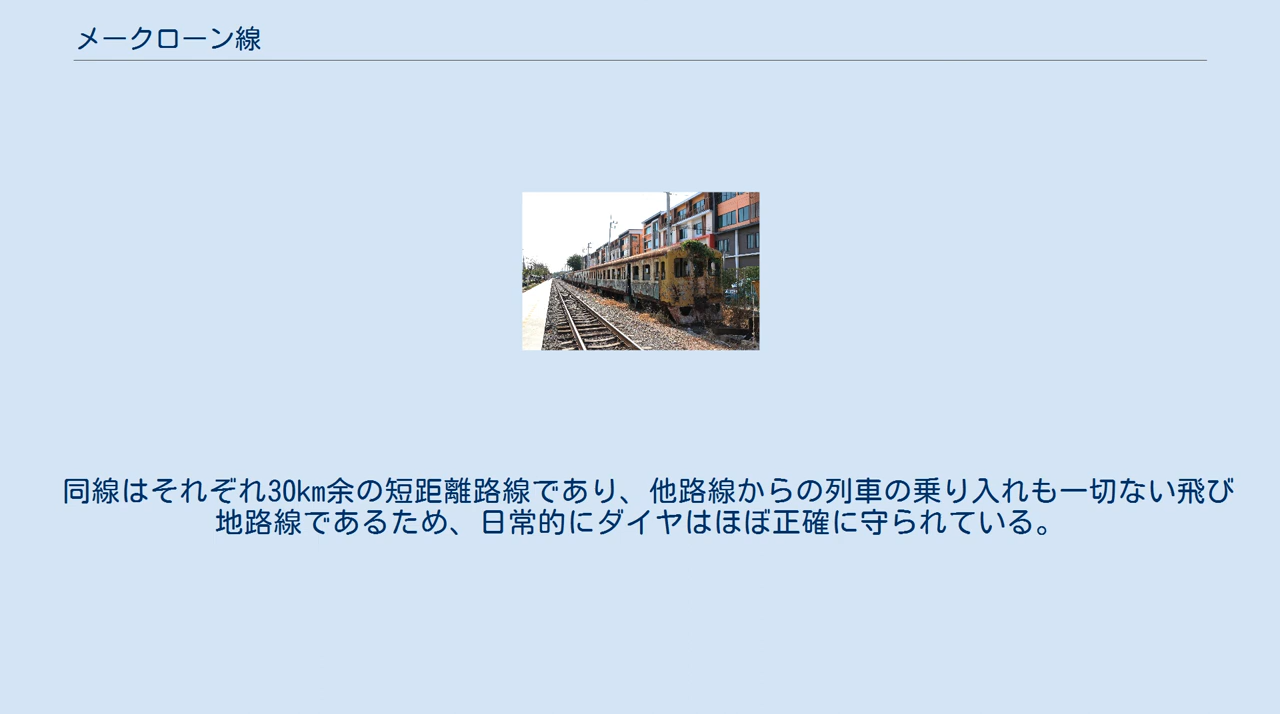 メークローン線
同線はそれぞれ30km余の短距離路線であり、他路線からの列車の乗り入れも一切ない飛び
地路線であるため、日常的にダイヤはほぼ正確に守られている。